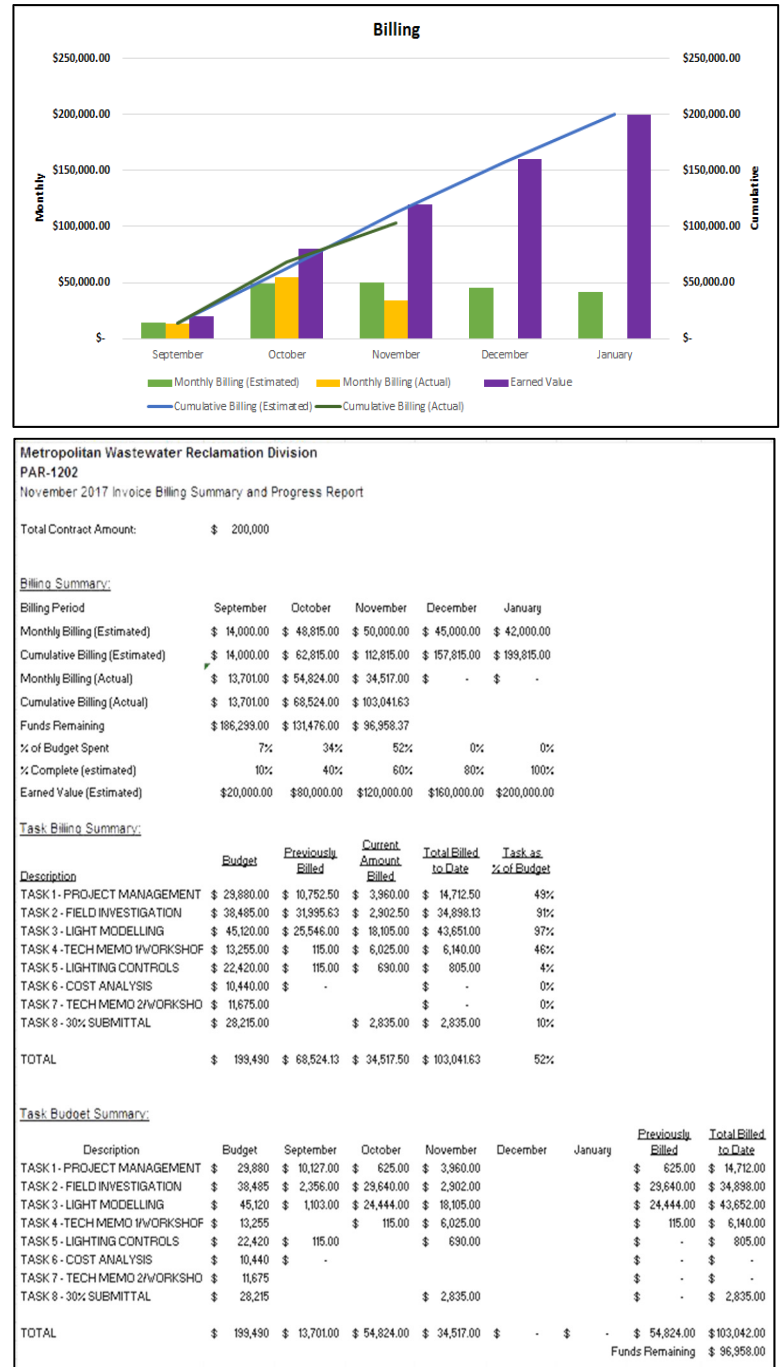 Billing
$250,000.00 $250,000.00
$200,000.00 $200,000.00
$150,000.00 $150,000.00
$100,000.00 $100,000.00
$50,000.00 $50,000.00
$- $-
Monthly
Cumulative
September October November December January
Monthly Billing (Estimated) Monthly Billing (Actual) Earned Value
Cumulative Billing (Estimated) Cumulative Billing (Actual)
Metropolitan Wastewater Reclamation Division
PAR-1202
November 2017 Invoice Billing Summary and Progress Report
Total Contract Amount: $ 200,000
Billing Summary:
Billing Period September October November December January
Monthly Billing (Estimated) $ 14,000.00 $ 48,815.00 $ 50,000.00 $ 45,000.00 $ 42,000.00
Cumulative Billing (Estimated) $ 14,000.00 $ 62,815.00 $ 112,815.00 $ 157,815.00 $ 199,815.00
Monthly Billing (Actual) $ 13,701.00 $ 54,824.00 $ 34,517.00 $ - $ -
Cumulative Billing (Actual) $ 13,701.00 $ 68,524.00 $ 103,041.63
Funds Remaining $ 186,299.00 $ 131,476.00 $ 96,958.37
% of Budget Spent 7% 34% 52% 0% 0%
% Complete (estimated) 10% 40% 60% 80% 100%
Earned Value (Estimated) $20,000.00 $80,000.00 $120,000.00 $160,000.00 $200,000.00
Task Billing Summary:
Description Budget Previously Billed Current Amount Billed Total Billed to Date Task as % of Budget
TASK 1 - PROJECT MANAGEMENT $ 29,880.00 $ 10,752.50 $ 3,960.00 $ 14,712.50 49%
TASK 2 - FIELD INVESTIGATION $ 38,485.00 $ 31,995.63 $ 2,902.50 $ 34,898.13 91%
TASK 3 - LIGHT MODELLING $ 45,120.00 $ 25,546.00 $ 18,105.00 $ 43,651.00 97%
TASK 4 -TECH MEMO 1/WORKSHOF $ 13,255.00 $ 115.00 $ 6,025.00 $ 6,140.00 46%
TASK 5 - LIGHTING CONTROLS $ 22,420.00 $ 115.00 $ 690.00 $ 805.00 4%
TASK 6 - COST ANALYSIS $ 10,440.00 $ - $ - 0%
TASK 7 - TECH MEMO 2/WORKSHO $ 11,675.00 $ - 0%
TASK 8 - 30% SUBMITTAL $ 28,215.00 $ 2,835.00 $ 2,835.00 10%
TOTAL $ 199,490 $ 68,524.13 $ 34,517.50 $ 103,041.63 52%
Task Budget Summary:
Description Budget September October November December January Previously Billed Total Billed to Date
TASK 1 - PROJECT MANAGEMENT $ 29,880 $ 10,127.00 $ 625.00 $ 3,960.00 $ 625.00 $ 14,712.00
TASK 2 - FIELD INVESTIGATION $ 38,485 $ 2,356.00 $ 29,640.00 $ 2,902.00 $ 29,640.00 $ 34,898.00
TASK 3 - LIGHT MODELLING $ 45,120 $ 1,103.00 $ 24,444.00 $ 18,105.00 $ 24,444.00 $ 43,652.00
TASK 4 -TECH MEMO 1/WORKSHOF $ 13,255 $ 115.00 $ 6,025.00 $ 115.00 $ 6,140.00
TASK 5 - LIGHTING CONTROLS $ 22,420 $ 115.00 $ 690.00 $ - $ 805.00
TASK 6 - COST ANALYSIS $ 10,440 $ - $ - $ -
TASK 7 - TECH MEMO 2/WORKSHO $ 11,675 $ - $ -
TASK 8 - 30% SUBMITTAL $ 28,215 $ 2,835.00 $ - $ 2,835.00
TOTAL $ 199,490 $ 13,701.00 $ 54,824.00 $ 34,517.00 $ - $ - $ 54,824.00 $103,042.00
Funds Remaining $ 96,958.00